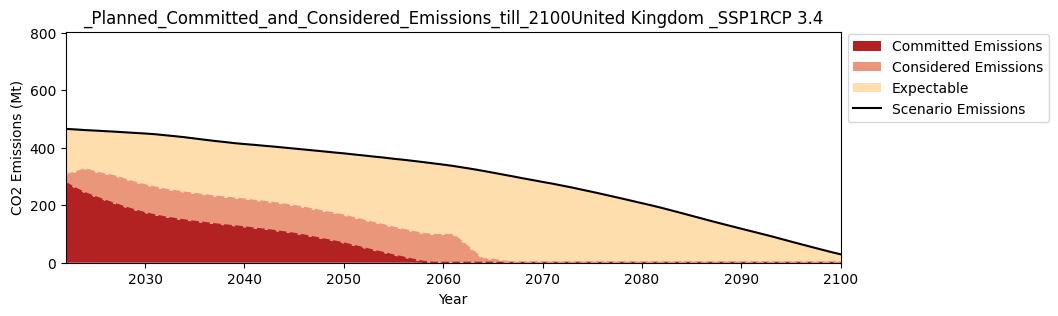 _Planned_Committed_and_Considered_Emissions_till_2100United Kingdom _SSP1RCP 3.4
800
600
400
200
0
CO2 Emissions (Mt)
2030 2040 2050 2060 2070 2080 2090 2100
Year
Committed Emissions
Considered Emissions
Expectable
Scenario Emissions